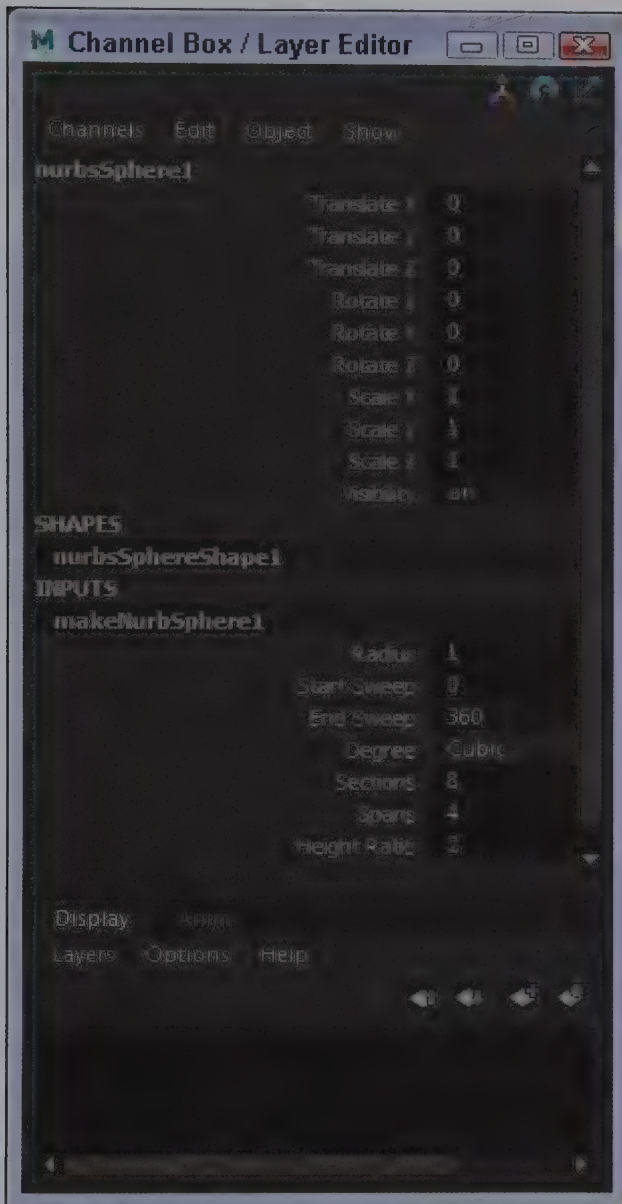 M Channel Box / Layer Editor
Channels Edit Object Show
nurbsSphere1
Translate X 0
Translate Y 0
Translate Z 0
Rotate X 0
Rotate Y 0
Rotate Z 0
Scale X 1
Scale Y 1
Scale Z 1
Visibility on
SHAPES
nurbsSphereShape1
INPUTS
makeNurbSphere1
Radius 1
Start Sweep 0
End Sweep 360
Degree Cubic
Sections 8
Spans 4
Height Ratio 2
Display Anim
Layers Options Help